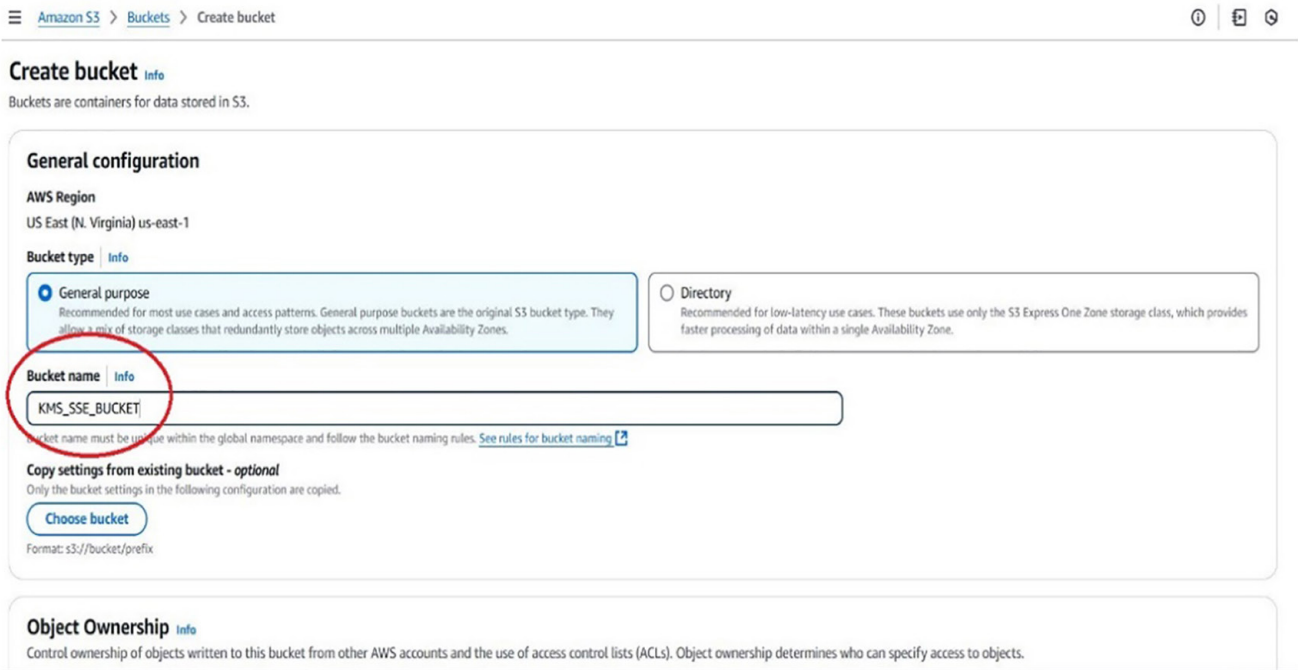 Amazon S3 > Buckets > Create bucket
Create bucket Info
Buckets are containers for data stored in S3.
General configuration
AWS Region
US East (N. Virginia) us-east-1
Bucket type Info
General purpose
Recommended for most use cases and access patterns. General purpose buckets are the original S3 bucket type. They
allow a mix of storage classes that redundantly store objects across multiple Availability Zones.
Directory
Recommended for low-latency use cases. These buckets use only the S3 Express One Zone storage class, which provides
faster processing of data within a single Availability Zone.
Bucket name Info
KMS_SSE_BUCKET
Bucket name must be unique within the global namespace and follow the bucket naming rules. See rules for bucket naming
Copy settings from existing bucket - optional
Only the bucket settings in the following configuration are copied.
Choose bucket
Format: s3://bucket/prefix
Object Ownership Info
Control ownership of objects written to this bucket from other AWS accounts and the use of access control lists (ACLs). Object ownership determines who can specify access to objects.